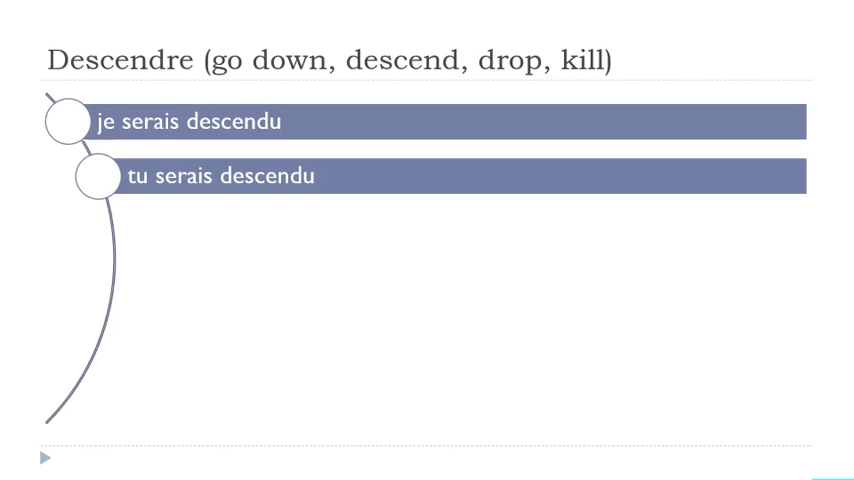 Descendre (go down, descend, drop, kill)
je serais descendu
tu serais descendu